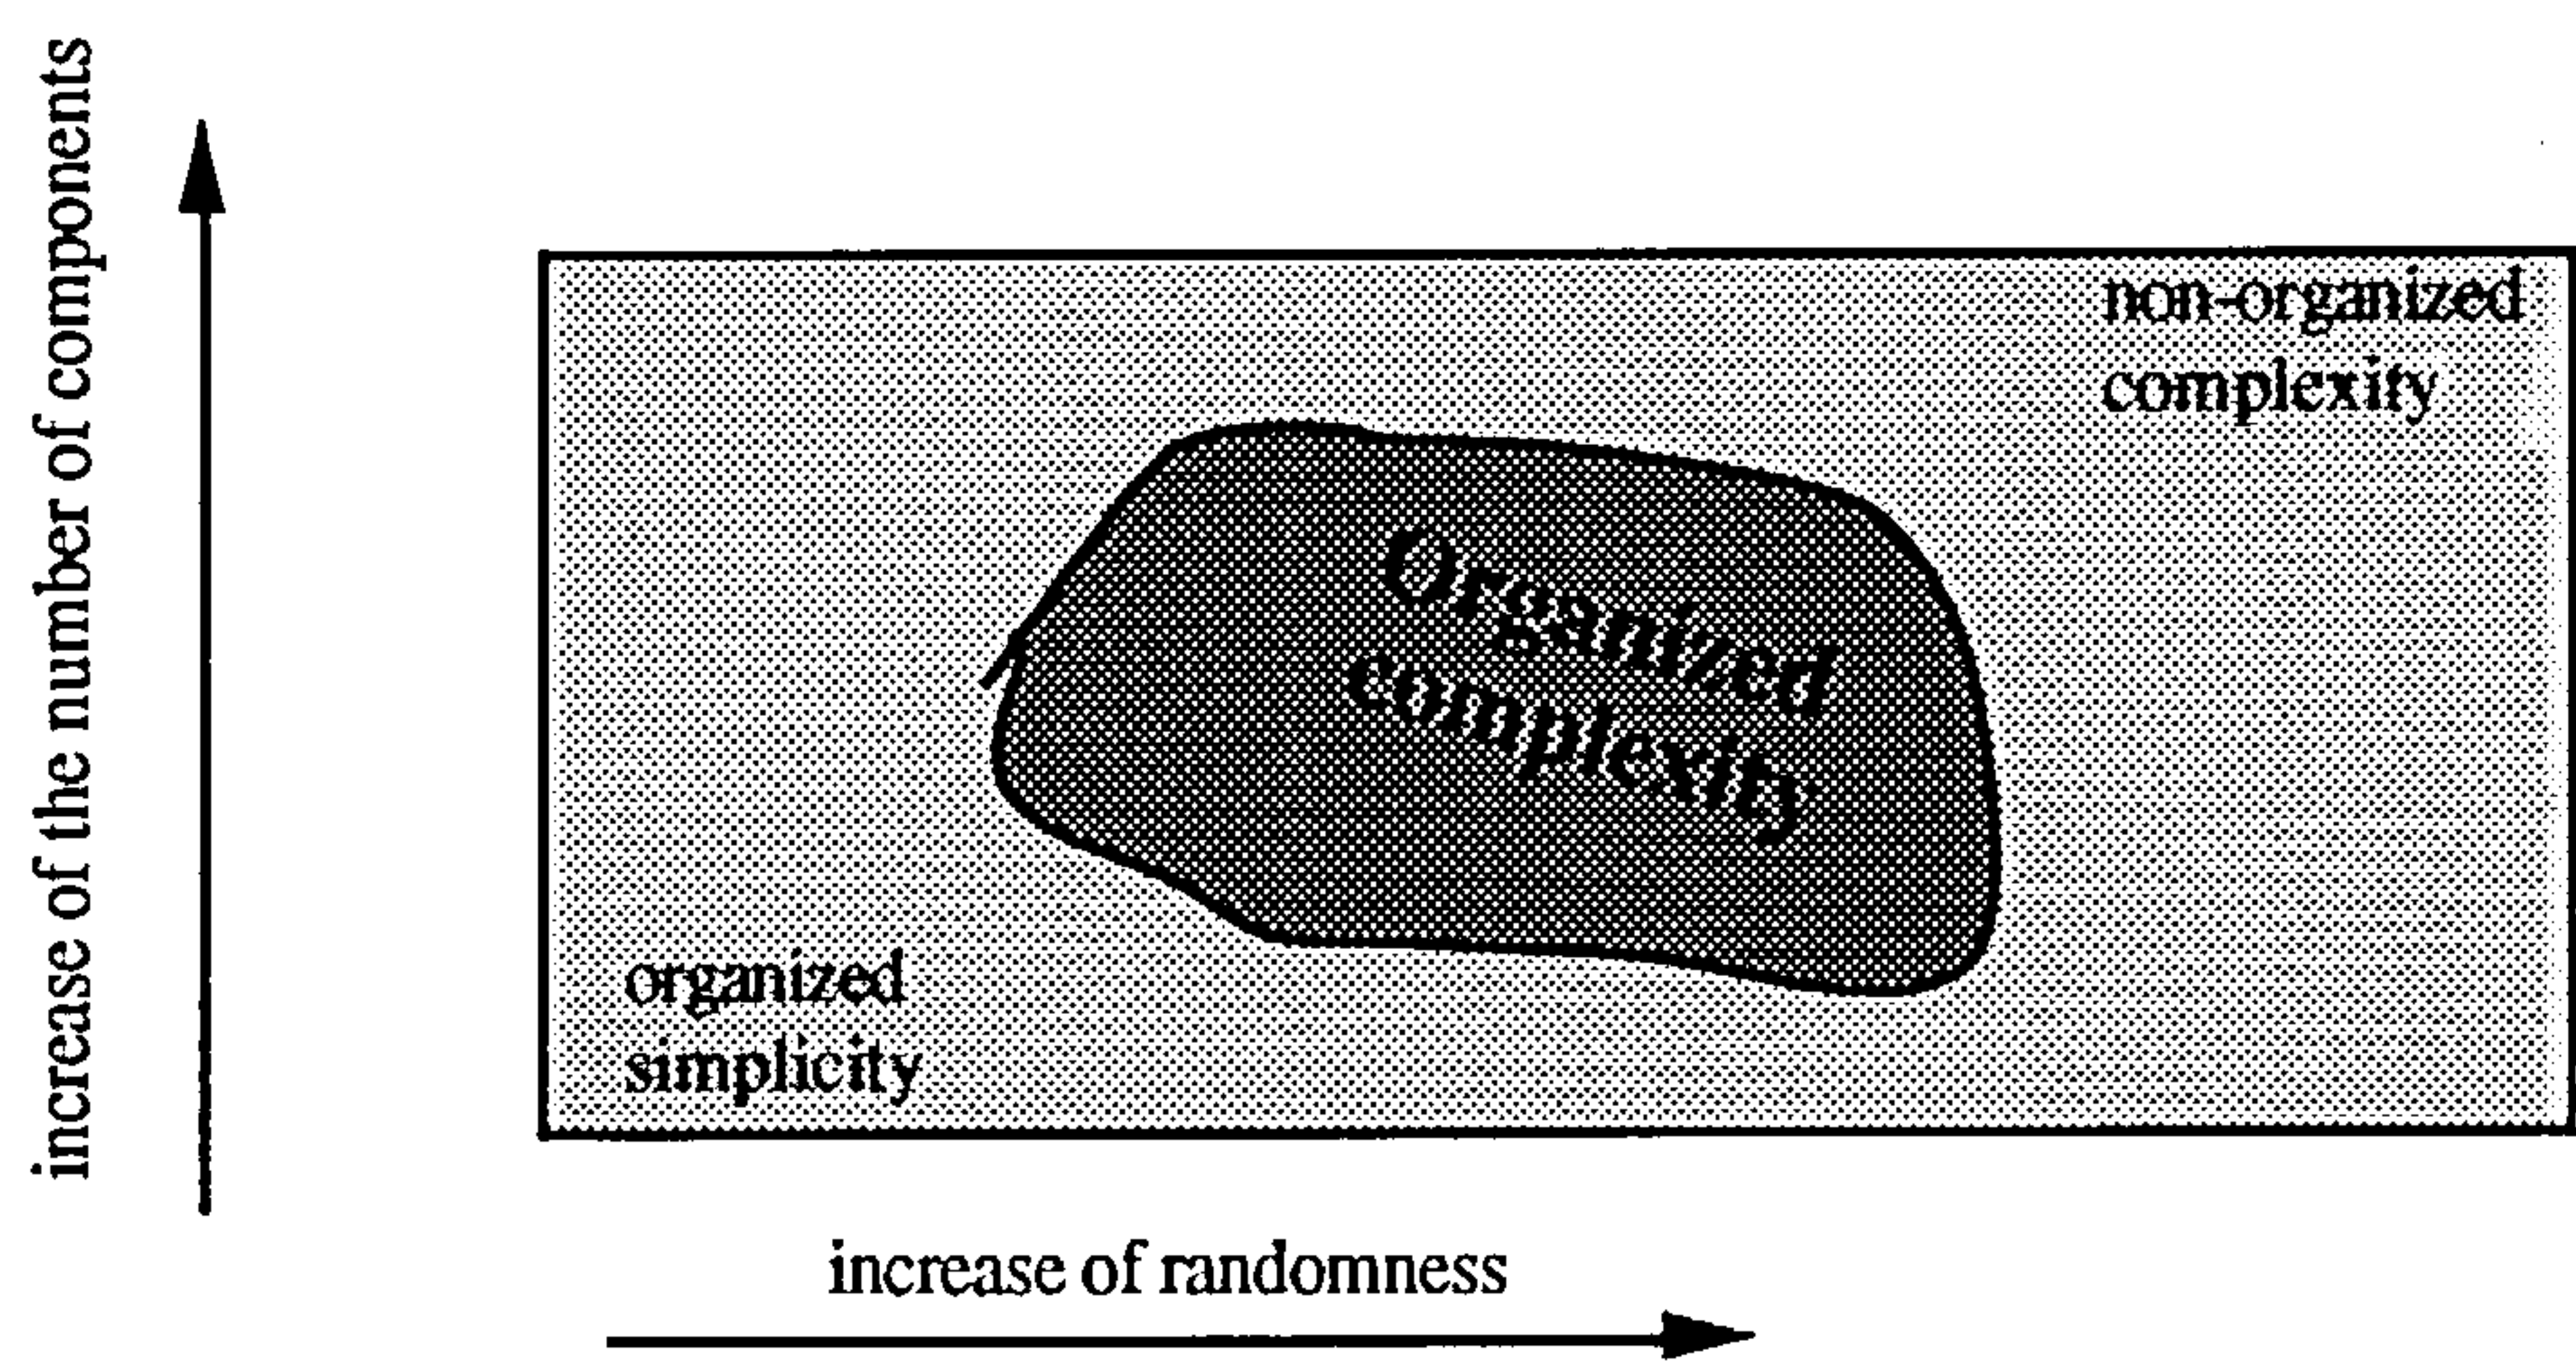 increase of the number of components
non-organized
complexity
Organized
complexity
organized
simplicity
increase of randomness